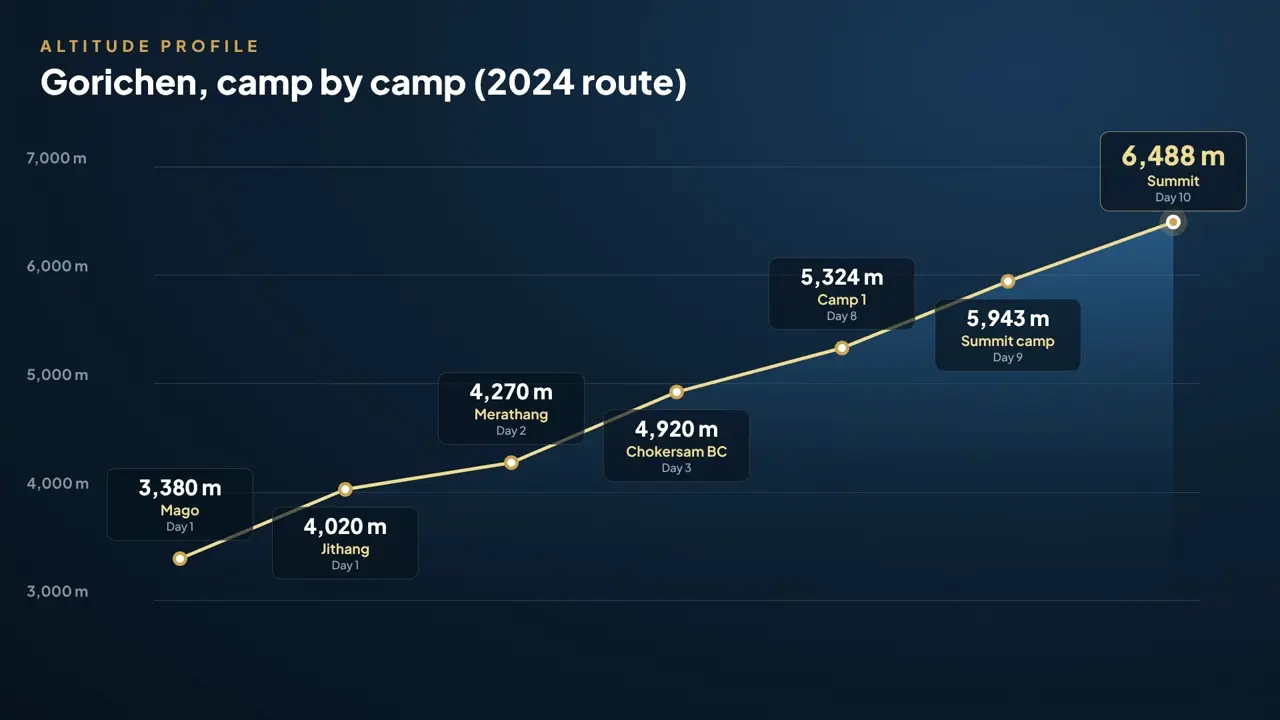 ALTITUDE PROFILE
Gorichen, camp by camp (2024 route)
7,000 m
6,000 m
5,000 m
4,000 m
3,000 m
3,380 m
Mago
Day 1
4,020 m
Jithang
Day 1
4,270 m
Merathang
Day 2
4,920 m
Chokersam BC
Day 3
5,324 m
Camp 1
Day 8
5,943 m
Summit camp
Day 9
6,488 m
Summit
Day 10